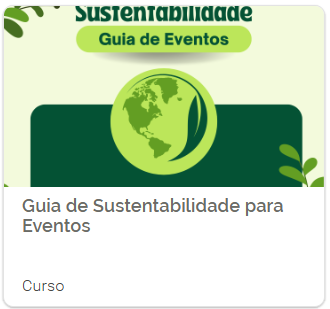 Sustentabilidade
Guia de Eventos
Guia de Sustentabilidade para
Eventos
Curso